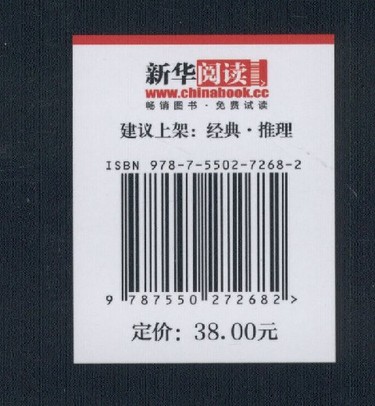 新华阅读
www.chinabook.cc
畅销图书·免费试读
建议上架：经典·推理
ISBN 978-7-5502-7268-2
9 787550 272682 >
定价：38.00元